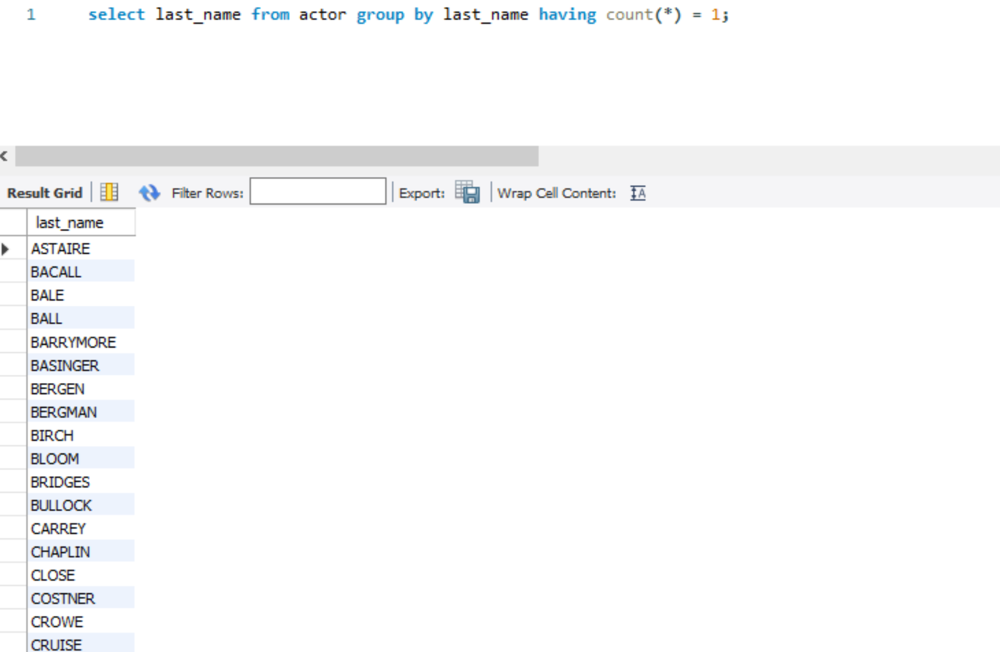 1 select last_name from actor group by last_name having count(*) = 1;
Result Grid Filter Rows: Export: Wrap Cell Content: A
last_name
ASTAIRE
BACALL
BALE
BALL
BARRYMORE
BASINGER
BERGEN
BERGMAN
BIRCH
BLOOM
BRIDGES
BULLOCK
CARREY
CHAPLIN
CLOSE
COSTNER
CROWE
CRUISE